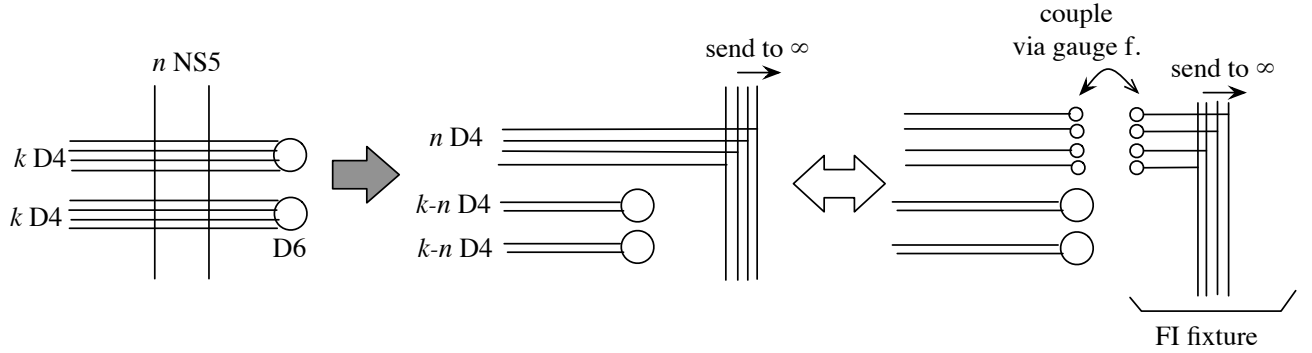 n NS5
k D4
k D4
D6
send to ∞
n D4
k-n D4
k-n D4
couple
via gauge f.
send to ∞
FI fixture